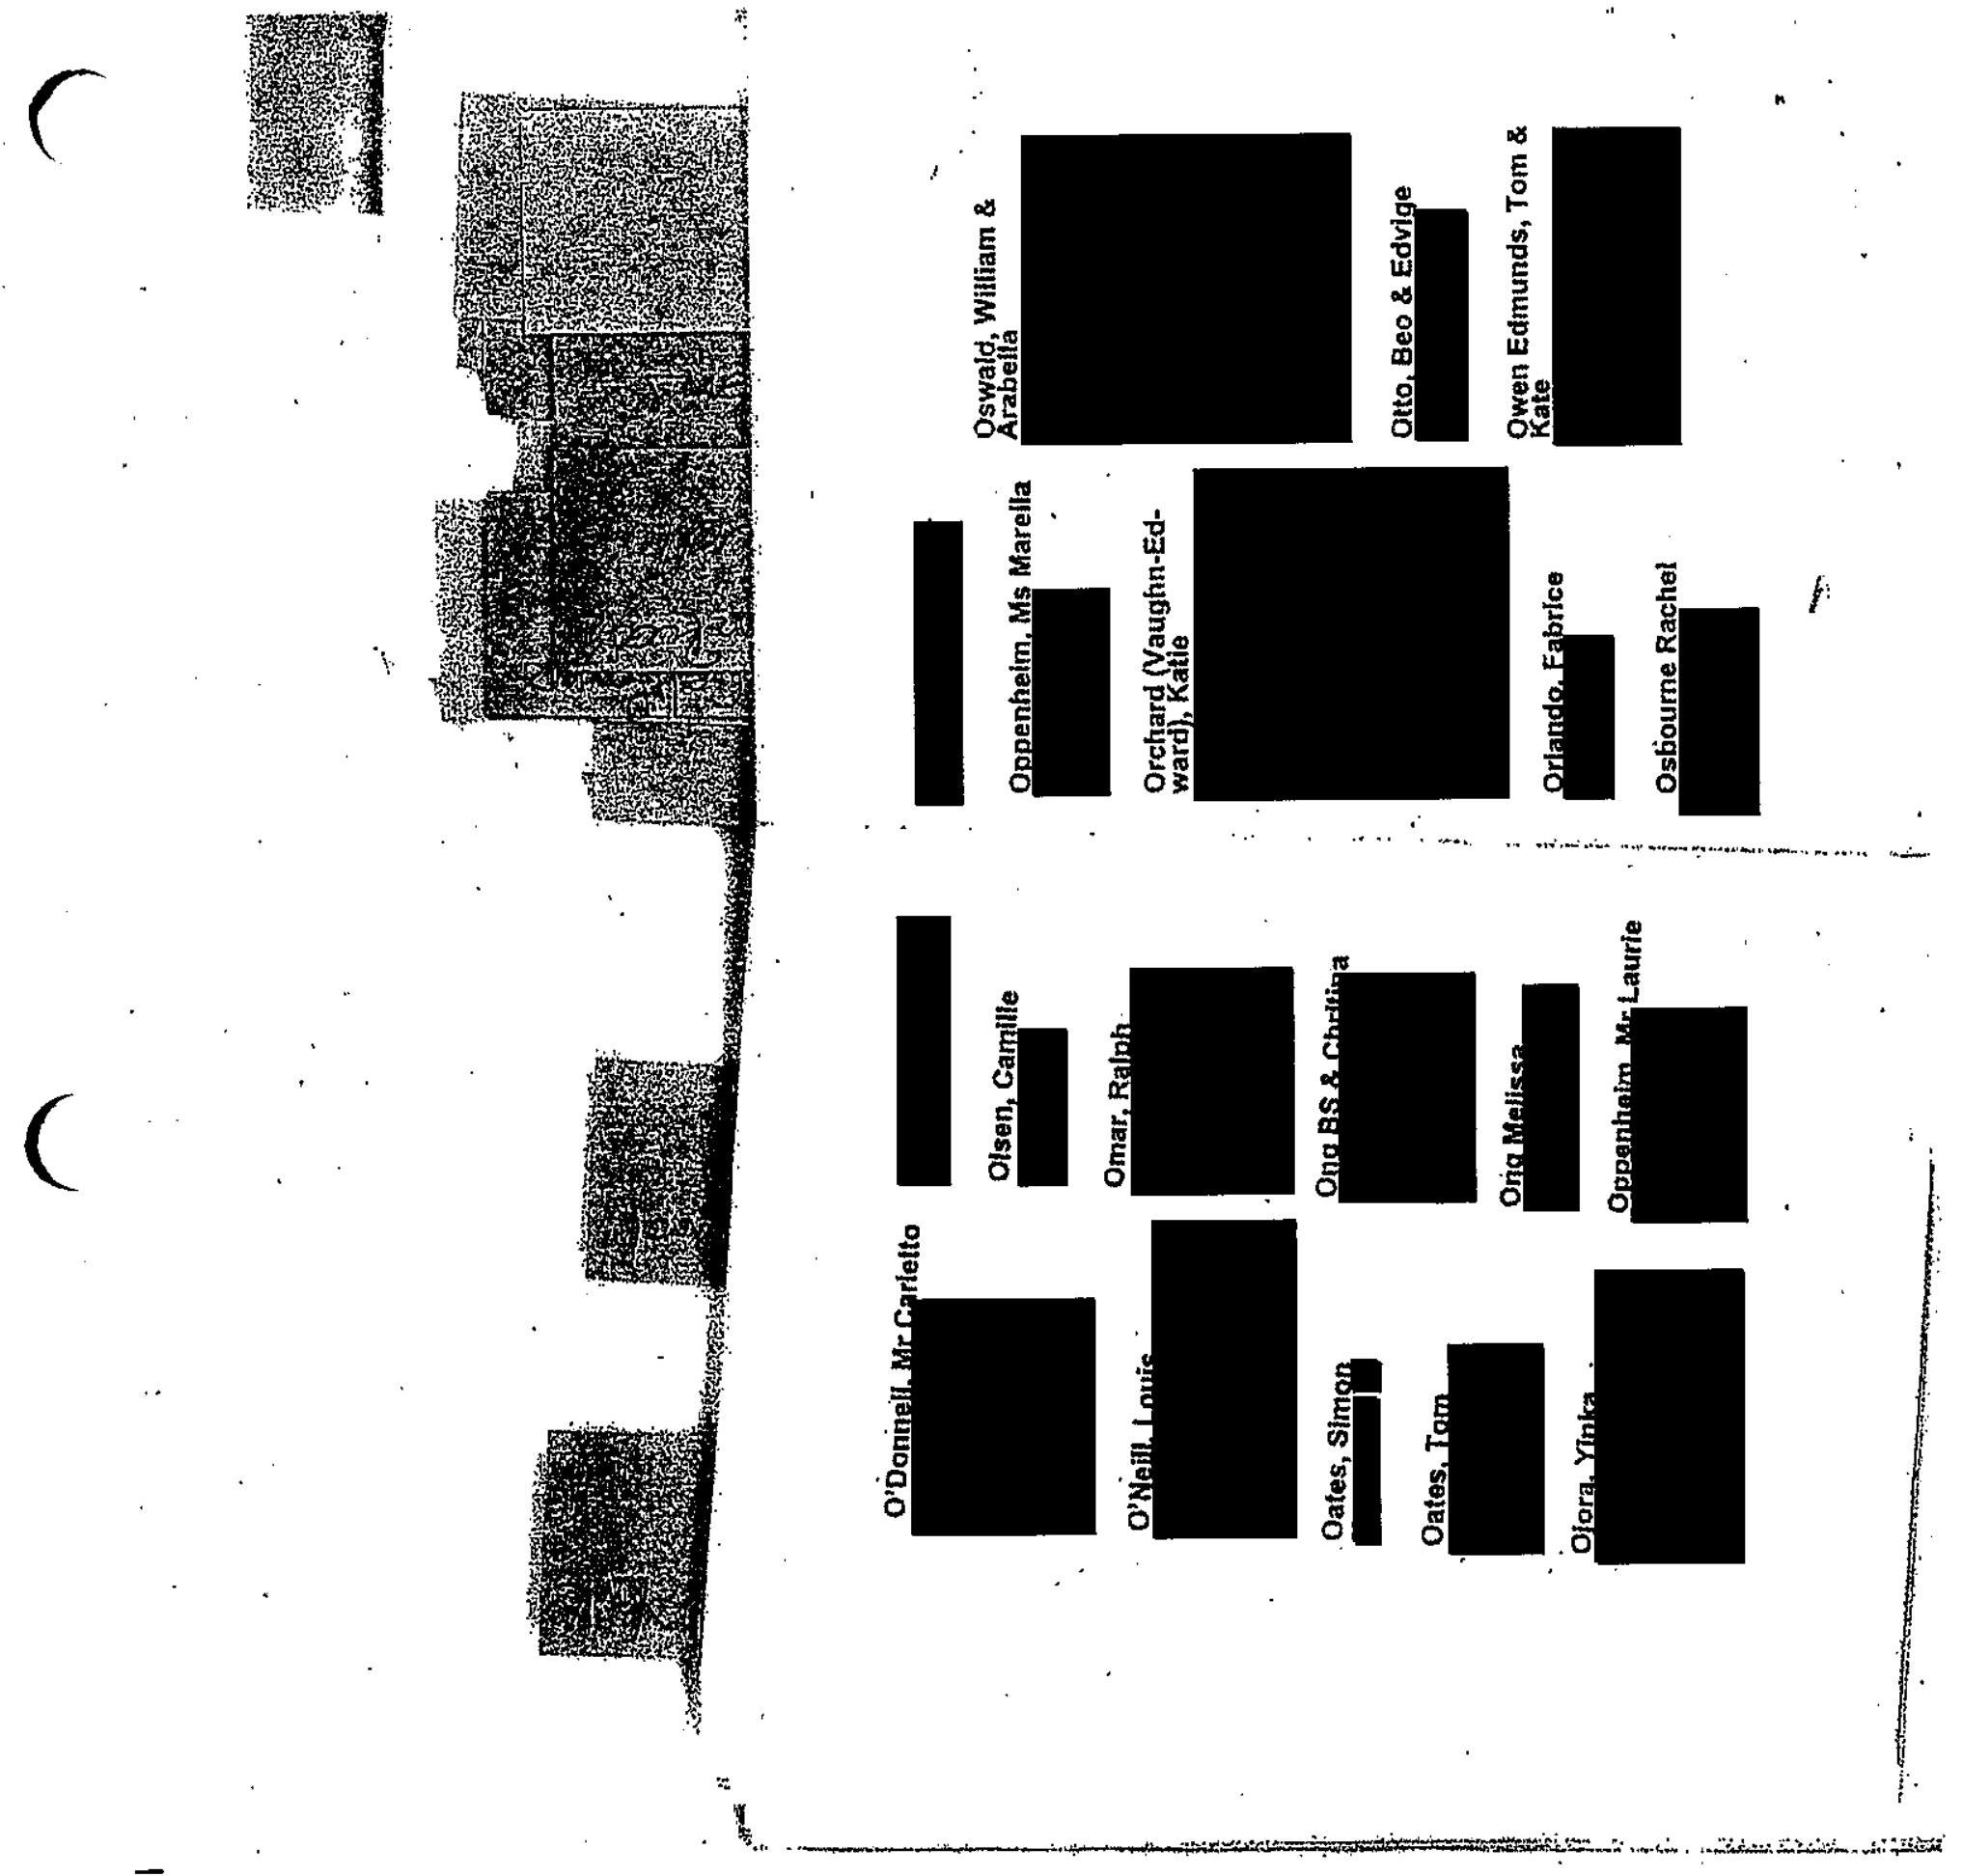 O'Donnell, Mr Carletto
O'Neill, Louis
Oates, Simon
Oates, Tom
Ojora, Yinka
Olsen, Camille
Omar, Ralph
Ong BS & Christina
Ong Melissa
Oppenheim Mr Laurie
Oppenheim, Ms Marella
Orchard (Vaughn-Ed-
ward), Katie
Orlando, Fabrice
Osbourne Rachel
Oswald, William &
Arabella
Otto, Beo & Edvige
Owen Edmunds, Tom &
Kate